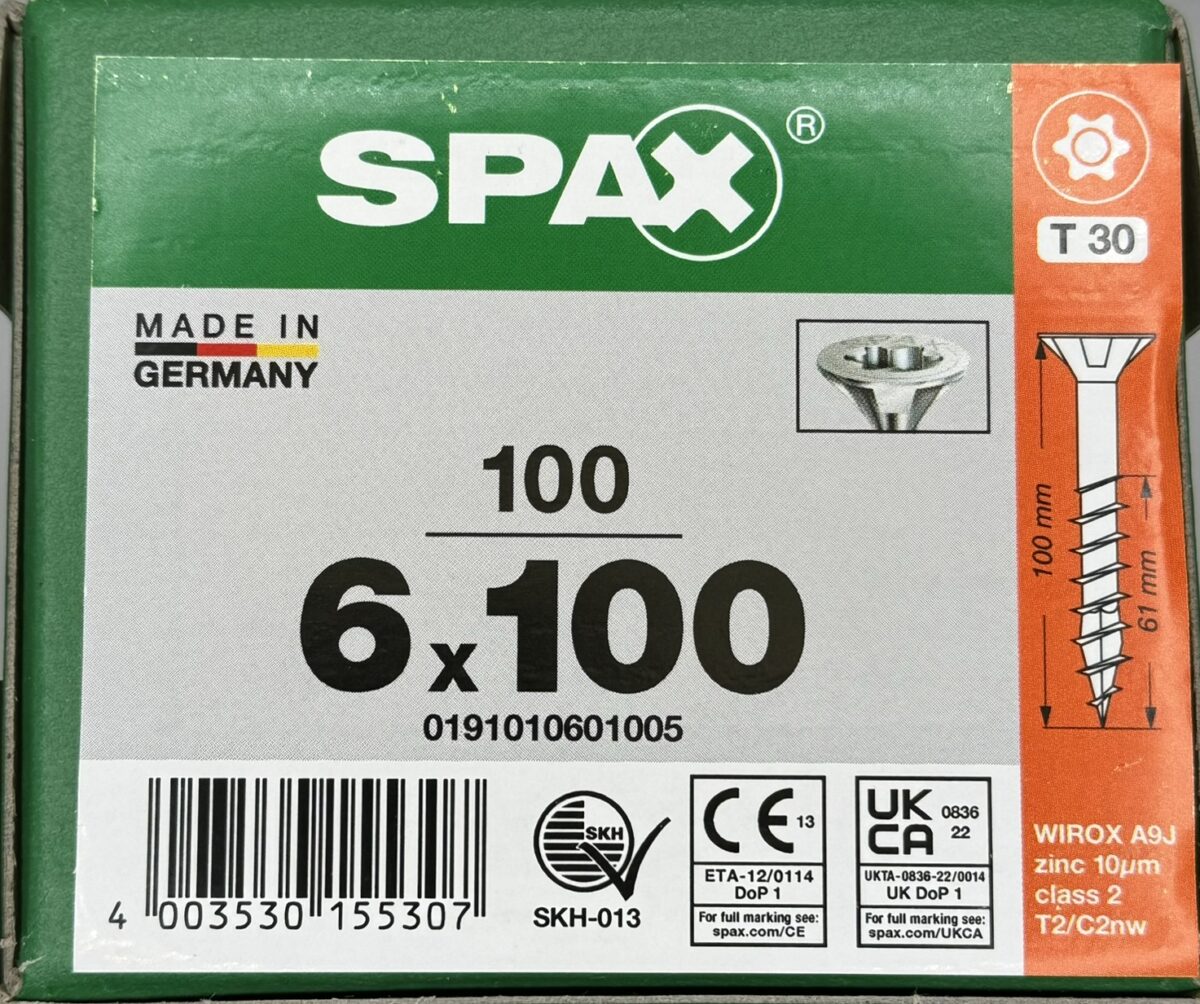 SPAX®
T 30
MADE IN
GERMANY
100
6x100
0191010601005
100 mm
61 mm
4 003530 155307
SKH
SKH-013
CE 13
ETA-12/0114
DoP 1
For full marking see:
spax.com/CE
UK
CA
0836
22
UKTA-0836-22/0014
UK DoP 1
For full marking see:
spax.com/UKCA
WIROX A9J
zinc 10µm
class 2
T2/C2nw